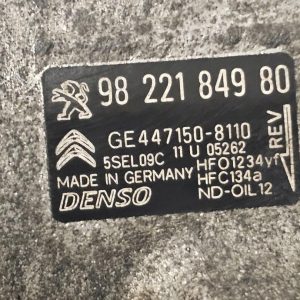 98 221 849 80
GE447150-8110
5SEL09C 11 U 05262
HFO1234yf
MADE IN GERMANY HFC134a
DENSO ND-OIL12
REV